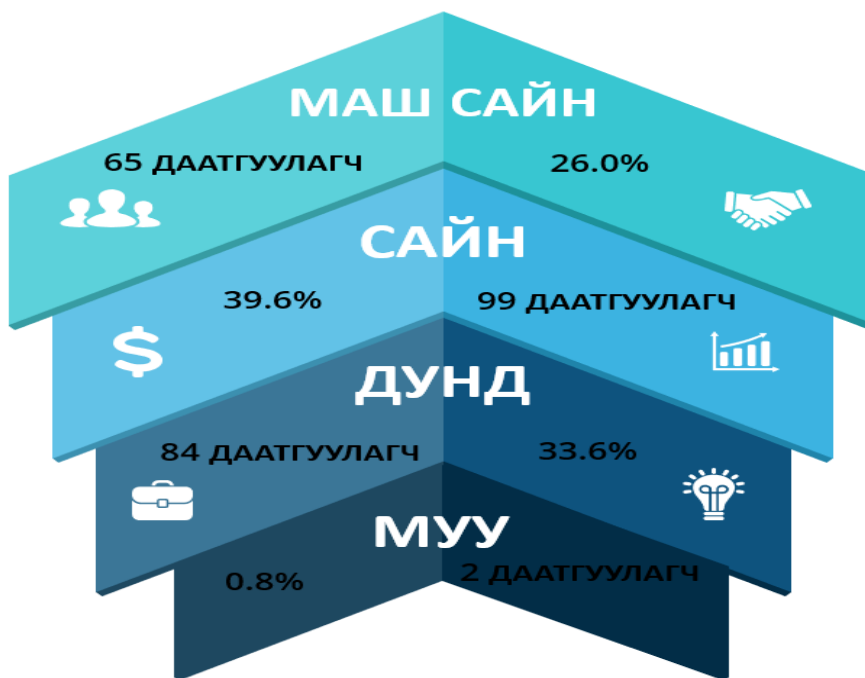 МАШ САЙН
65 ДААТГУУЛАГЧ 26.0%
САЙН
39.6% 99 ДААТГУУЛАГЧ
ДУНД
84 ДААТГУУЛАГЧ 33.6%
МУУ
0.8% 2 ДААТГУУЛАГЧ